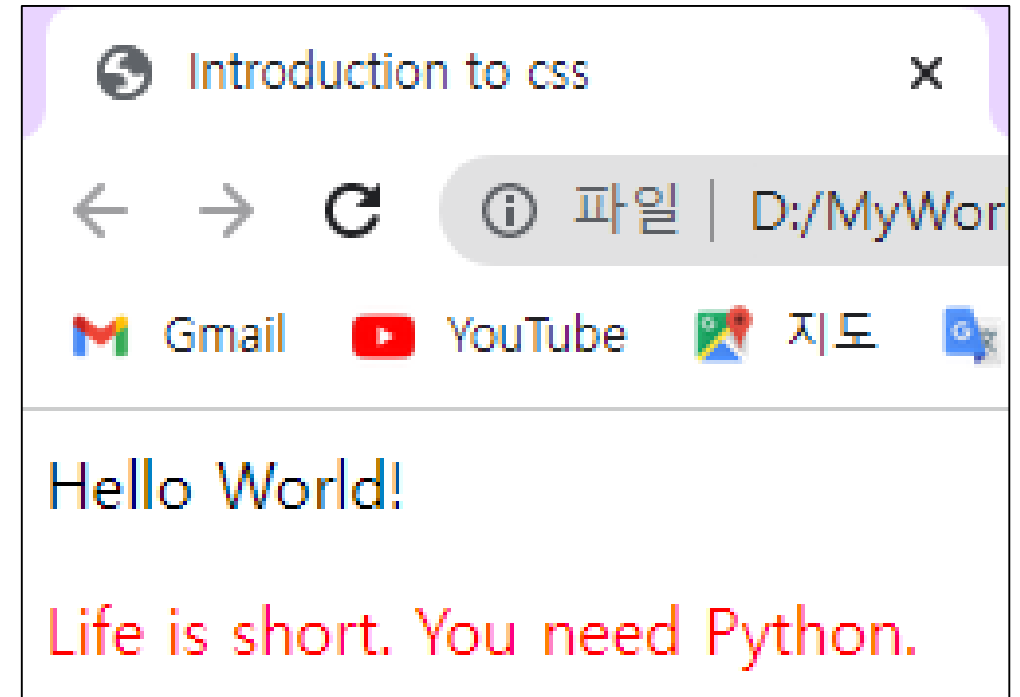 Introduction to css
파일 | D:/MyWor
Gmail YouTube 지도
Hello World!
Life is short. You need Python.